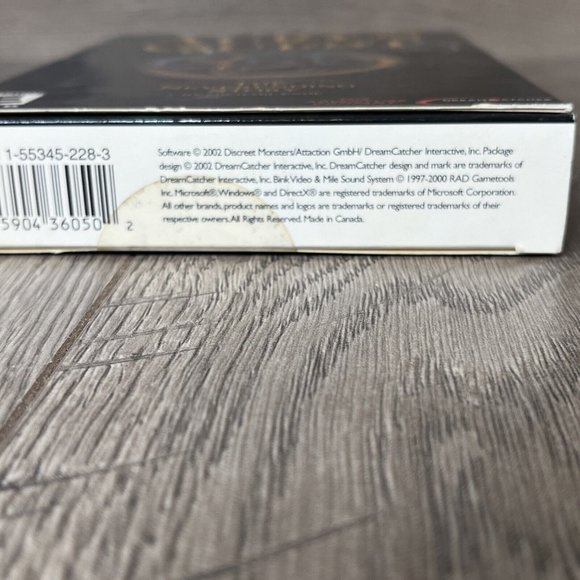 1-55345-228-3
5904 36050 2
Software © 2002 Discreet Monsters/Attaction GmbH/ DreamCatcher Interactive, Inc. Package
design © 2002 DreamCatcher Interactive, Inc. DreamCatcher design and mark are trademarks of
DreamCatcher Interactive, Inc. Bink Video & Mile Sound System © 1997-2000 RAD Gametools
Inc. Microsoft®, Windows® and DirectX® are registered trademarks of Microsoft Corporation.
All other brands, product names and logos are trademarks or registered trademarks of their
respective owners. All Rights Reserved. Made in Canada.